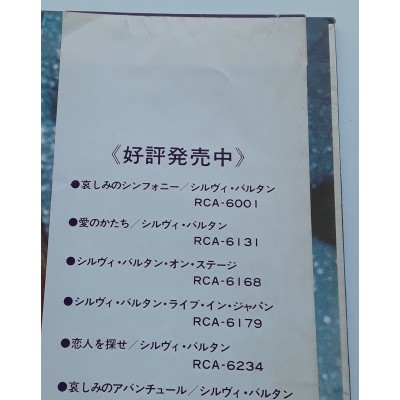 《好評発売中》
●哀しみのシンフォニー/シルヴィ・バルタン
RCA-6001
●愛のかたち/シルヴィ・バルタン
RCA-6131
●シルヴィ・バルタン・オン・ステージ
RCA-6168
●シルヴィ・バルタン・ライブ・イン・ジャパン
RCA-6179
●恋人を探せ/シルヴィ・バルタン
RCA-6234
●哀しみのアバンチュール/シルヴィ・バルタン